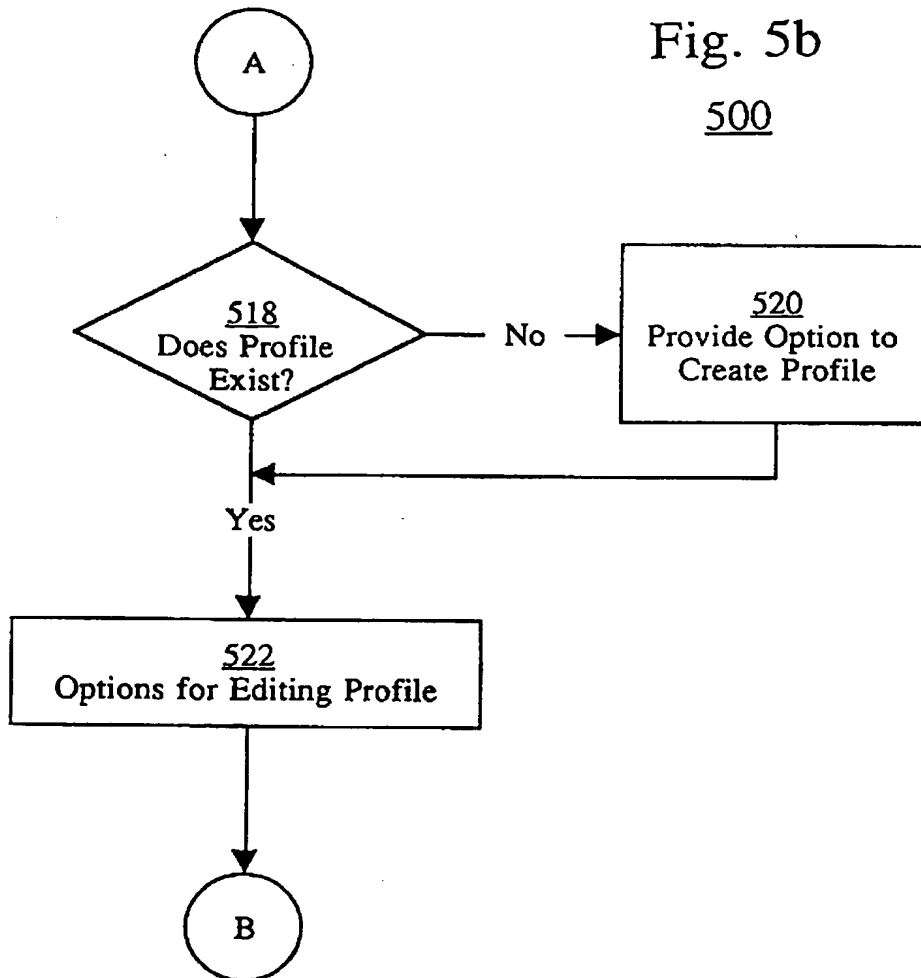 Fig. 5b
500
A
518
Does Profile
Exist?
No
520
Provide Option to
Create Profile
Yes
522
Options for Editing Profile
B